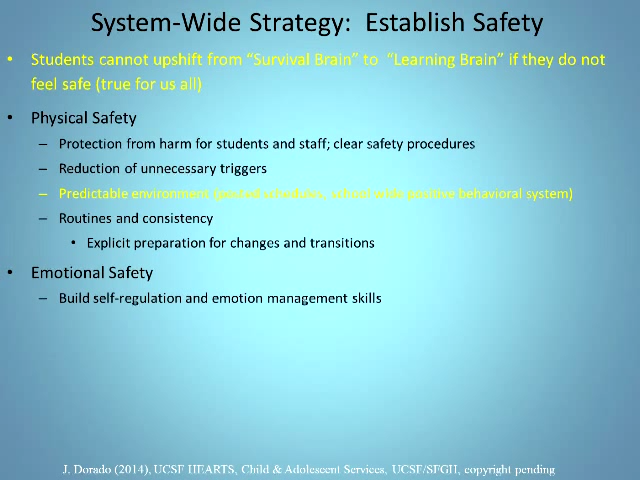 System-Wide Strategy:  Establish Safety
• Students cannot upshift from “Survival Brain” to  “Learning Brain” if they do not
feel safe (true for us all)
• Physical Safety
– Protection from harm for students and staff; clear safety procedures
– Reduction of unnecessary triggers
– Predictable environment (posted schedules, school wide positive behavioral system)
– Routines and consistency
• Explicit preparation for changes and transitions
• Emotional Safety
– Build self-regulation and emotion management skills
J. Dorado (2014), UCSF HEARTS, Child & Adolescent Services, UCSF/SFGH, copyright pending